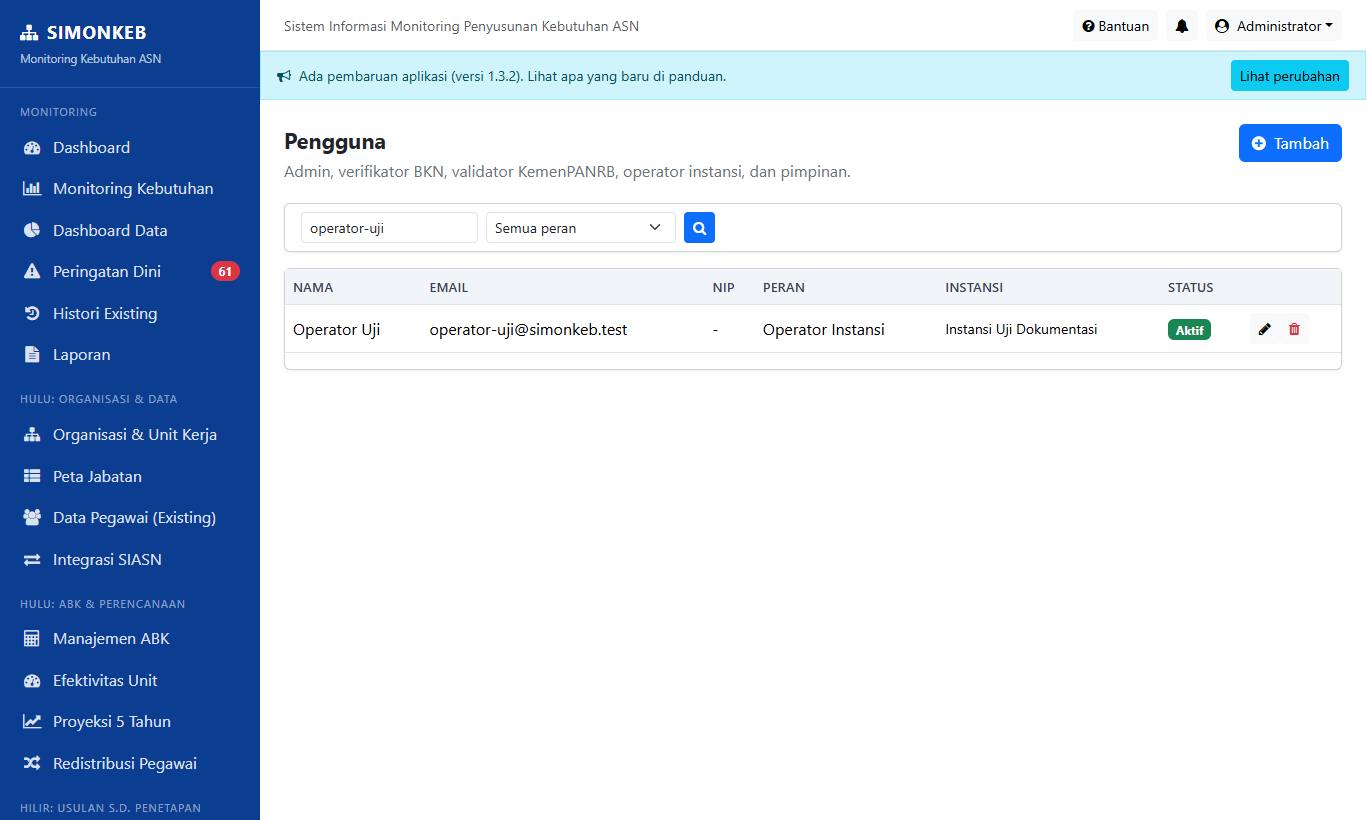 SIMONKEB
Monitoring Kebutuhan ASN
MONITORING
Dashboard
Monitoring Kebutuhan
Dashboard Data
Peringatan Dini 61
Histori Existing
Laporan
HULU: ORGANISASI & DATA
Organisasi & Unit Kerja
Peta Jabatan
Data Pegawai (Existing)
Integrasi SIASN
HULU: ABK & PERENCANAAN
Manajemen ABK
Efektivitas Unit
Proyeksi 5 Tahun
Redistribusi Pegawai
HILIR: USULAN S.D. PENETAPAN
Sistem Informasi Monitoring Penyusunan Kebutuhan ASN Bantuan Administrator
Ada pembaruan aplikasi (versi 1.3.2). Lihat apa yang baru di panduan. Lihat perubahan
Pengguna Tambah
Admin, verifikator BKN, validator KemenPANRB, operator instansi, dan pimpinan.
operator-uji Semua peran
NAMA EMAIL NIP PERAN INSTANSI STATUS
Operator Uji operator-uji@simonkeb.test - Operator Instansi Instansi Uji Dokumentasi Aktif